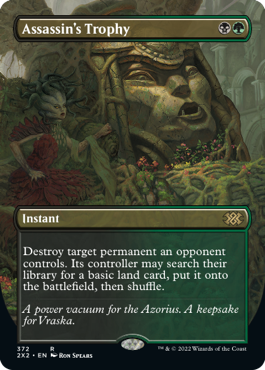 Assassin's Trophy
Instant
Destroy target permanent an opponent
controls. Its controller may search their
library for a basic land card, put it onto
the battlefield, then shuffle.
A power vacuum for the Azorius. A keepsake
for Vraska.
372 R
2X2 • EN Ron Spears
™ & © 2022 Wizards of the Coast